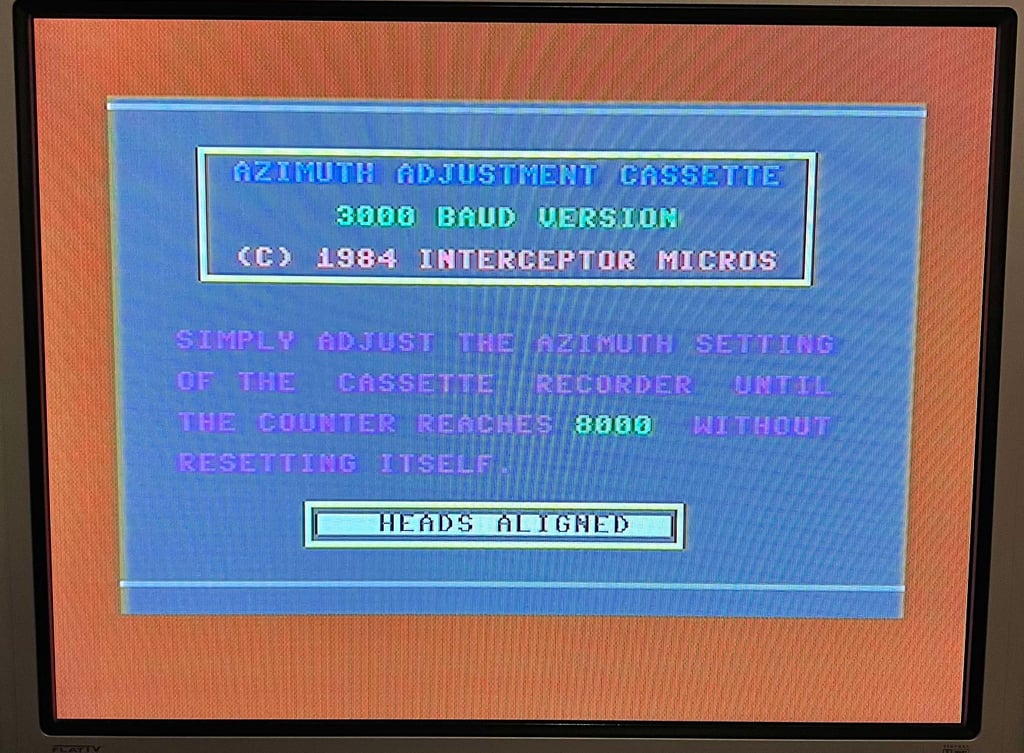 AZIMUTH ADJUSTMENT CASSETTE
3000 BAUD VERSION
(C) 1984 INTERCEPTOR MICROS
SIMPLY ADJUST THE AZIMUTH SETTING
OF THE CASSETTE RECORDER UNTIL
THE COUNTER REACHES 8000 WITHOUT
RESETTING ITSELF.
HEADS ALIGNED
FLATTV